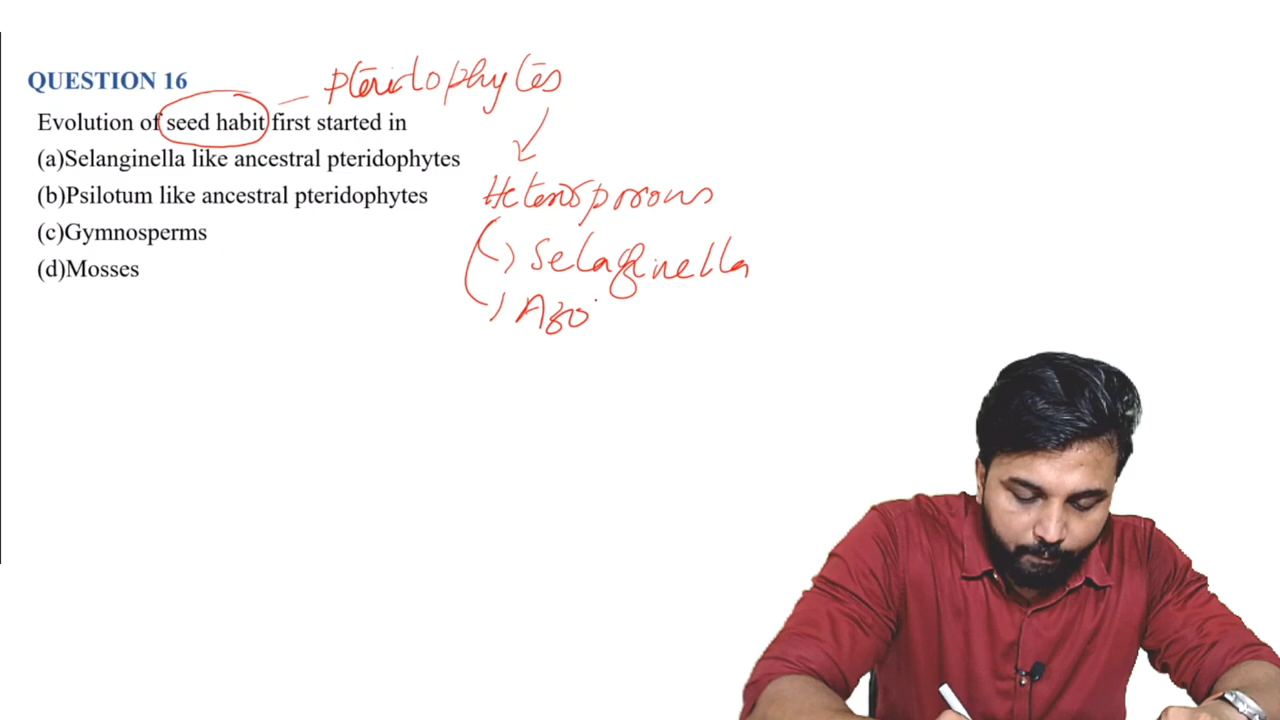 QUESTION 16
Pteridophytes
Evolution of seed habit first started in
(a)Selanginella like ancestral pteridophytes
(b)Psilotum like ancestral pteridophytes
Heterosporous
(c)Gymnosperms
Selaginella
(d)Mosses
Azo